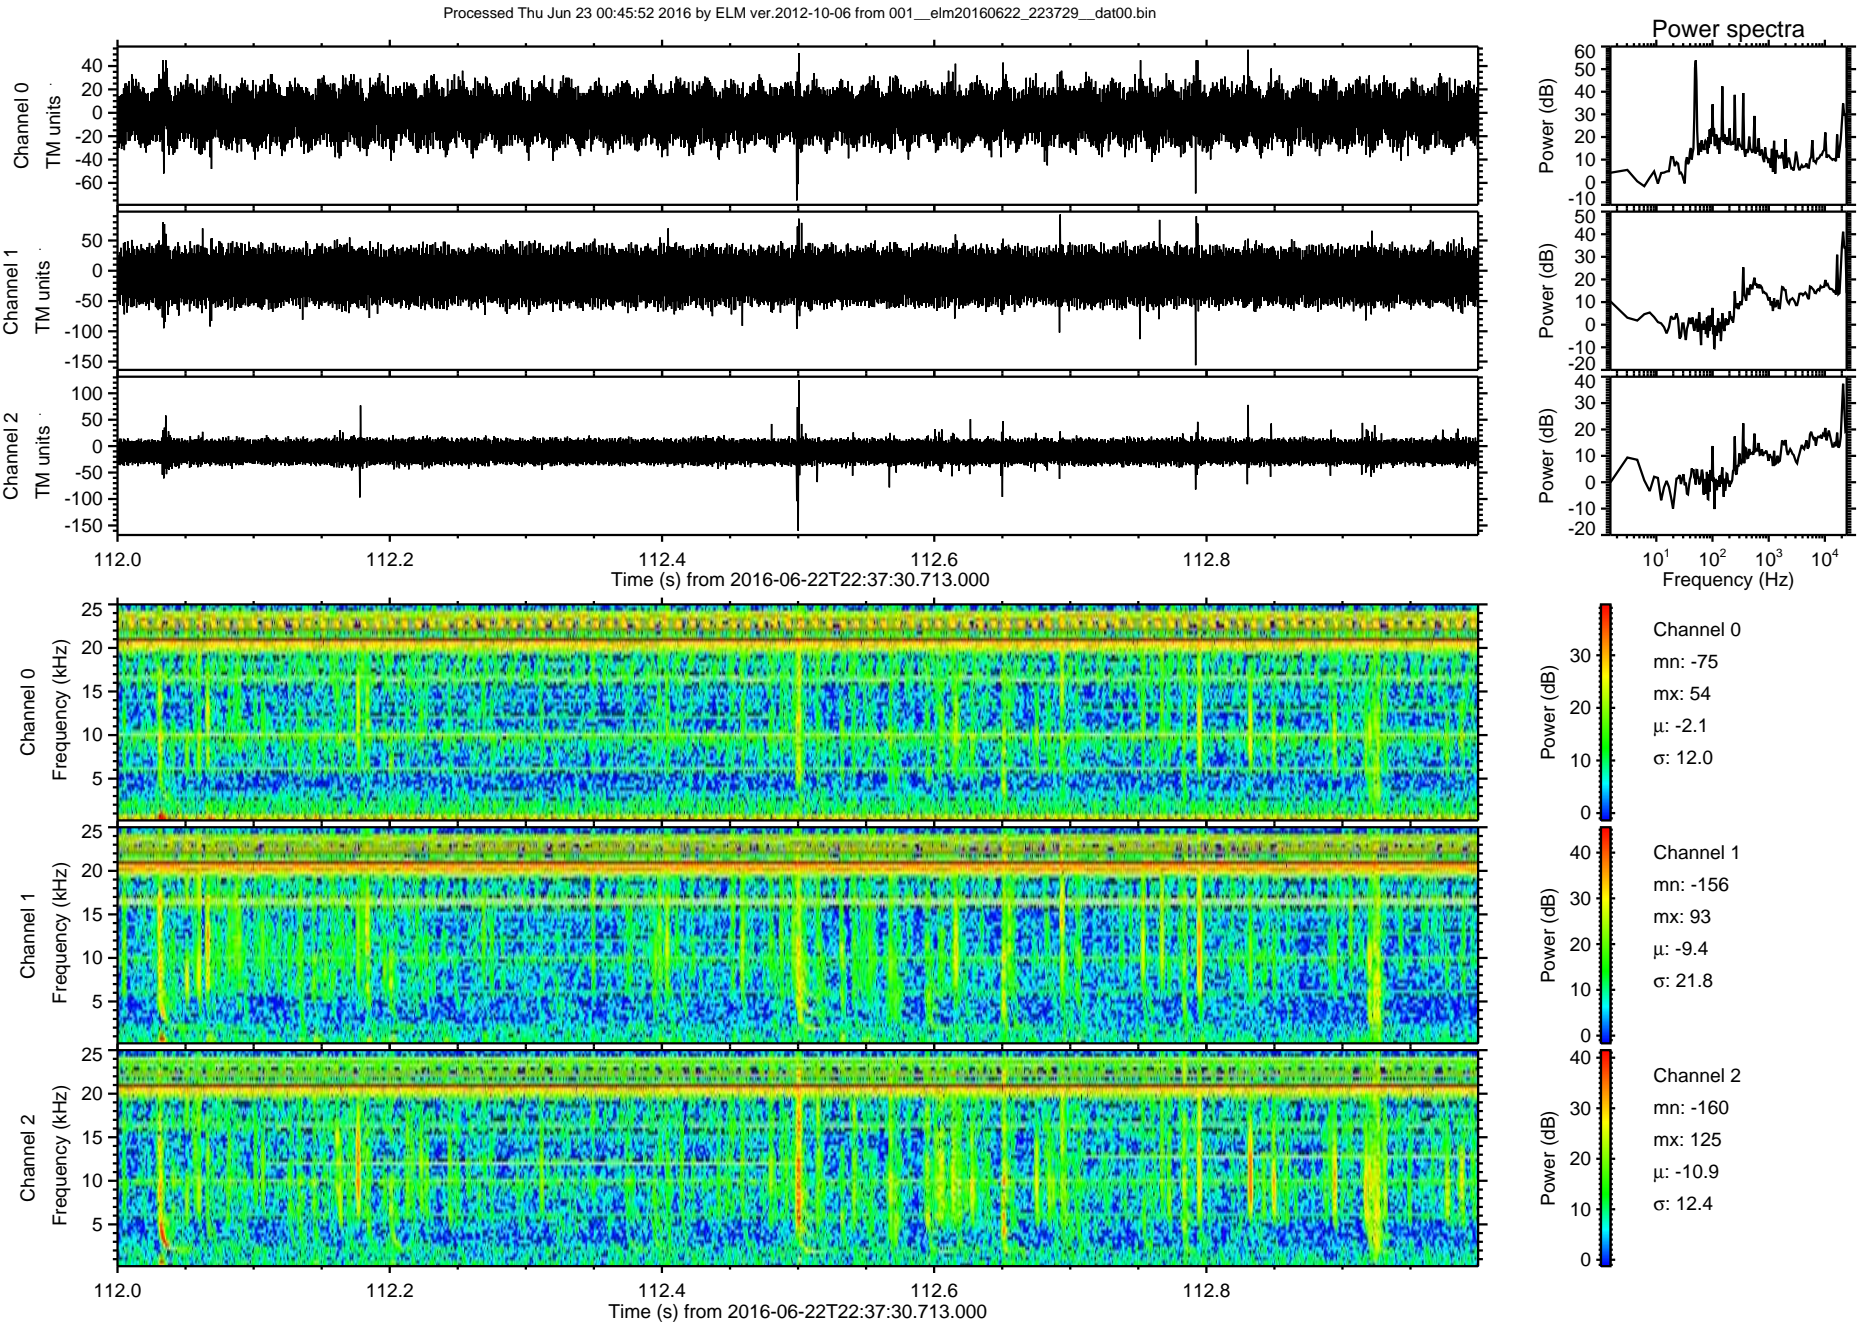 Processed Thu Jun 23 00:45:52 2016 by ELM ver.2012-10-06 from 001__elm20160622_223729__dat00.bin
Power spectra
Channel 0
TM units
40
20
0
-20
-40
-60
Power (dB)
60
50
40
30
20
10
0
-10
Channel 1
TM units
50
0
-50
-100
-150
Power (dB)
50
40
30
20
10
0
-10
-20
Channel 2
TM units
100
50
0
-50
-100
-150
Power (dB)
40
30
20
10
0
-10
-20
112.0 112.2 112.4 112.6 112.8
Time (s) from 2016-06-22T22:37:30.713.000
10¹ 10² 10³ 10⁴
Frequency (Hz)
Channel 0
Frequency (kHz)
25
20
15
10
5
Power (dB)
30
20
10
0
Channel 0
mn: -75
mx: 54
μ: -2.1
σ: 12.0
Channel 1
Frequency (kHz)
25
20
15
10
5
Power (dB)
40
30
20
10
0
Channel 1
mn: -156
mx: 93
μ: -9.4
σ: 21.8
Channel 2
Frequency (kHz)
25
20
15
10
5
Power (dB)
40
30
20
10
0
Channel 2
mn: -160
mx: 125
μ: -10.9
σ: 12.4
112.0 112.2 112.4 112.6 112.8
Time (s) from 2016-06-22T22:37:30.713.000